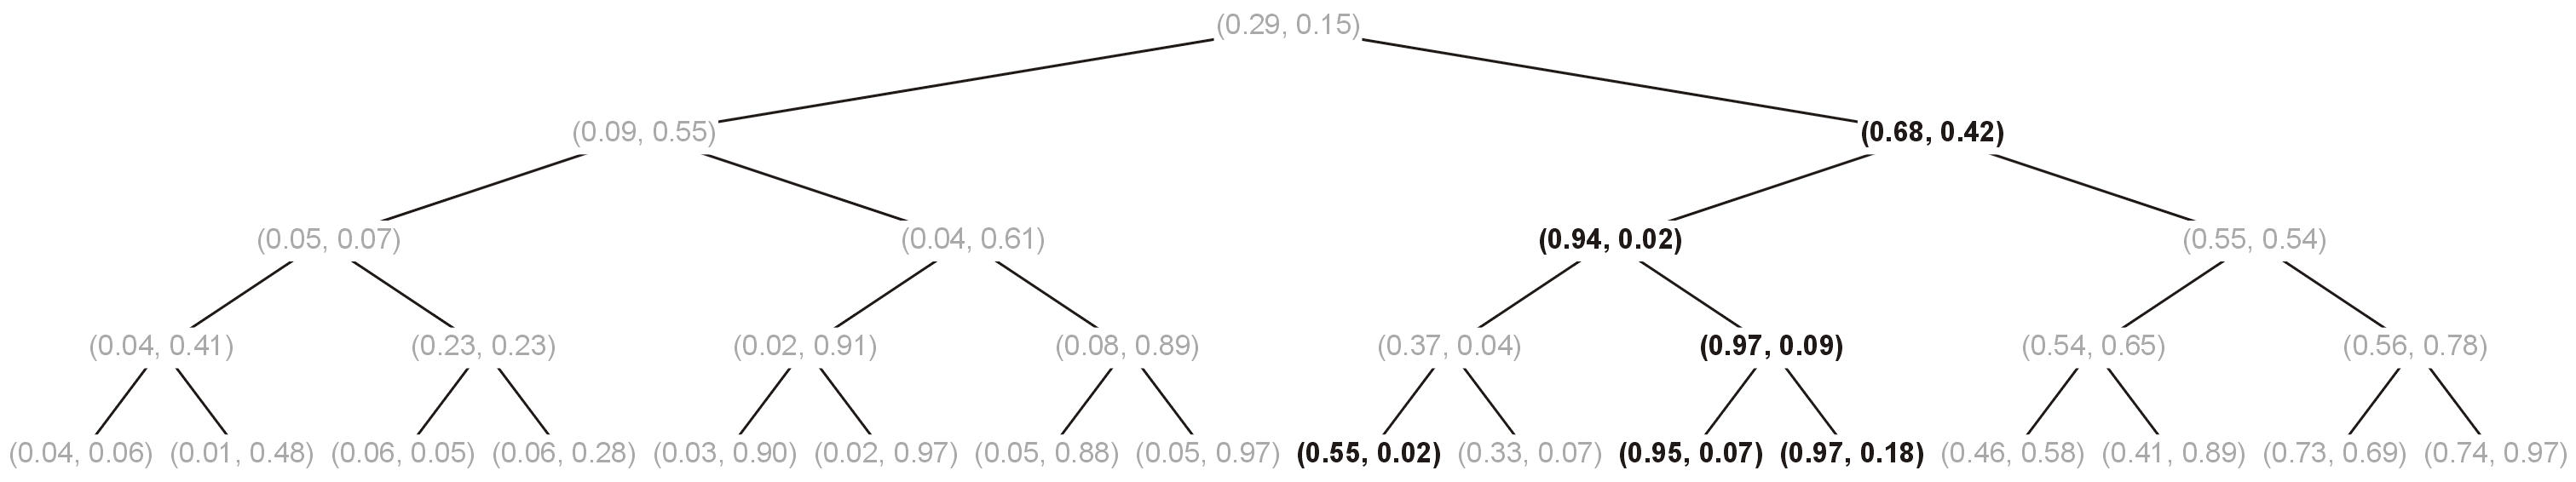 (0.29, 0.15)
(0.09, 0.55) (0.68, 0.42)
(0.05, 0.07) (0.04, 0.61) (0.94, 0.02) (0.55, 0.54)
(0.04, 0.41) (0.23, 0.23) (0.02, 0.91) (0.08, 0.89) (0.37, 0.04) (0.97, 0.09) (0.54, 0.65) (0.56, 0.78)
(0.04, 0.06) (0.01, 0.48) (0.06, 0.05) (0.06, 0.28) (0.03, 0.90) (0.02, 0.97) (0.05, 0.88) (0.05, 0.97) (0.55, 0.02) (0.33, 0.07) (0.95, 0.07) (0.97, 0.18) (0.46, 0.58) (0.41, 0.89) (0.73, 0.69) (0.74, 0.97)